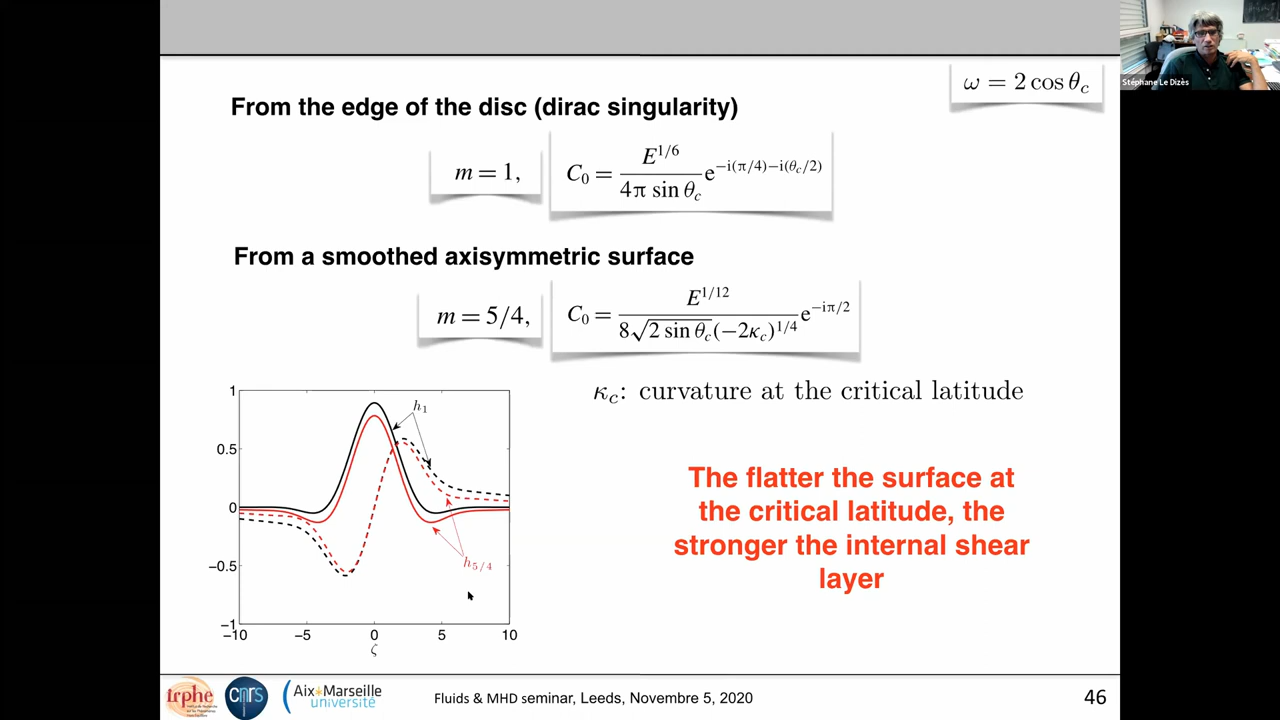 Stéphane Le Dizès
ω = 2 cos θ_c
From the edge of the disc (dirac singularity)
m = 1, C_0 = E^{1/6} / (4π sin θ_c) e^{−i(π/4)−i(θ_c/2)}
From a smoothed axisymmetric surface
m = 5/4, C_0 = E^{1/12} / (8√(2 sin θ_c)(−2κ_c)^{1/4}) e^{−iπ/2}
κ_c: curvature at the critical latitude
1
h_1
0.5
0
−0.5
h_{5/4}
−1
−10 −5 0 5 10
ζ
The flatter the surface at
the critical latitude, the
stronger the internal shear
layer
irphe
cnrs
Aix*Marseille
université
Fluids & MHD seminar, Leeds, Novembre 5, 2020
46